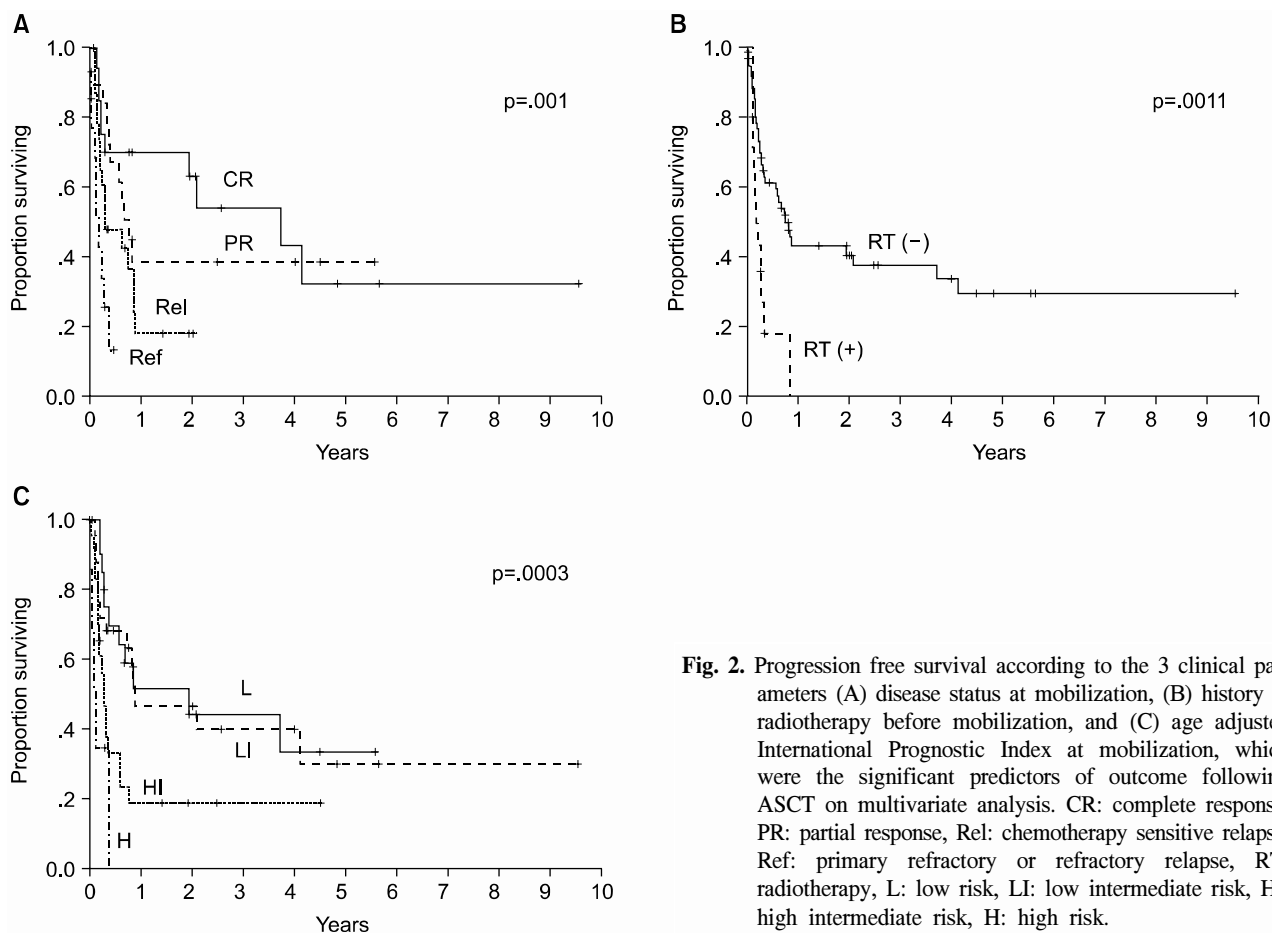 A
1.0
.8
.6
.4
.2
0.0
Proportion surviving
p=.001
CR
PR
Rel
Ref
0 1 2 3 4 5 6 7 8 9 10
Years
B
1.0
.8
.6
.4
.2
0.0
Proportion surviving
p=.0011
RT (−)
RT (+)
0 1 2 3 4 5 6 7 8 9 10
Years
C
1.0
.8
.6
.4
.2
0.0
Proportion surviving
p=.0003
L
LI
HI
H
0 1 2 3 4 5 6 7 8 9 10
Years
Fig. 2. Progression free survival according to the 3 clinical pa
ameters (A) disease status at mobilization, (B) history
radiotherapy before mobilization, and (C) age adjuste
International Prognostic Index at mobilization, whic
were the significant predictors of outcome followin
ASCT on multivariate analysis. CR: complete respons
PR: partial response, Rel: chemotherapy sensitive relaps
Ref: primary refractory or refractory relapse, RT
radiotherapy, L: low risk, LI: low intermediate risk, H
high intermediate risk, H: high risk.